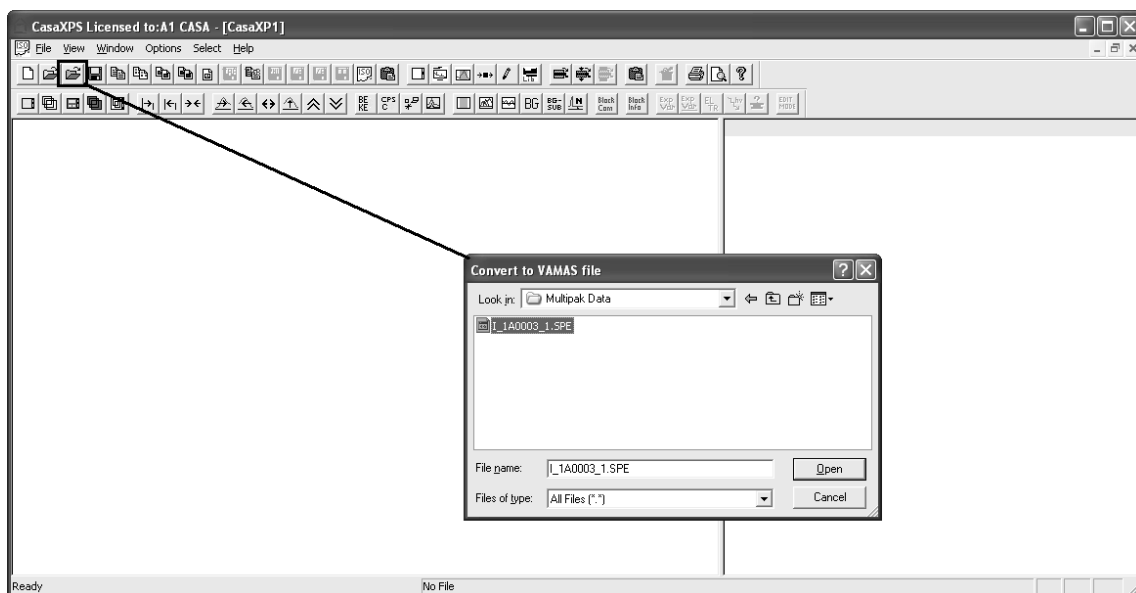 CasaXPS Licensed to:A1 CASA - [CasaXP1]
File View Window Options Select Help
BE KE CPS C BG BG-SUB Block Com Block Info Exp Var Exp Var EL TR EDIT MODE
Convert to VAMAS file
Look in: Multipak Data
I_1A0003_1.SPE
File name: I_1A0003_1.SPE Open
Files of type: All Files (*.*) Cancel
Ready No File